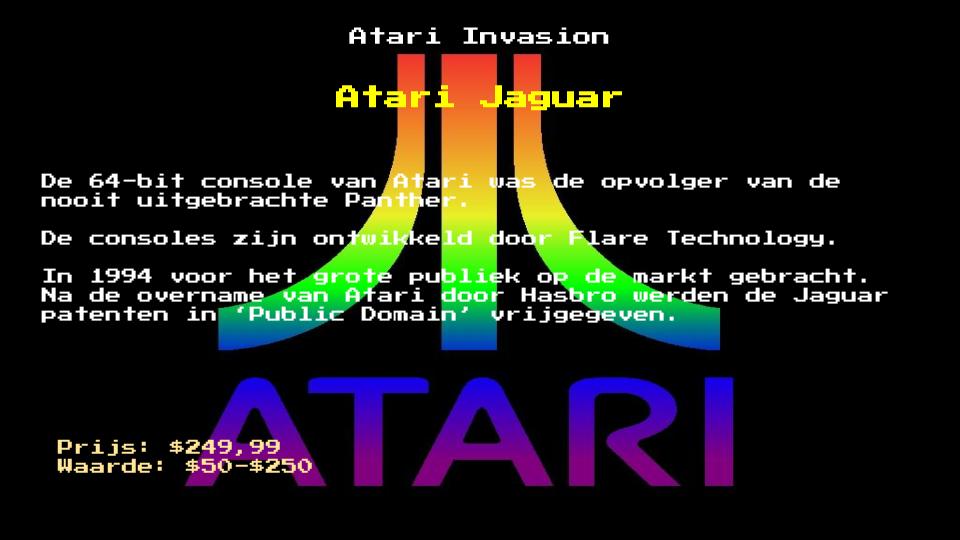 Atari Invasion
Atari Jaguar
De 64-bit console van Atari was de opvolger van de
nooit uitgebrachte Panther.
De consoles zijn ontwikkeld door Flare Technology.
In 1994 voor het grote publiek op de markt gebracht.
Na de overname van Atari door Hasbro werden de Jaguar
patenten in ‘Public Domain’ vrijgegeven.
ATARI
Prijs: $249,99
Waarde: $50-$250